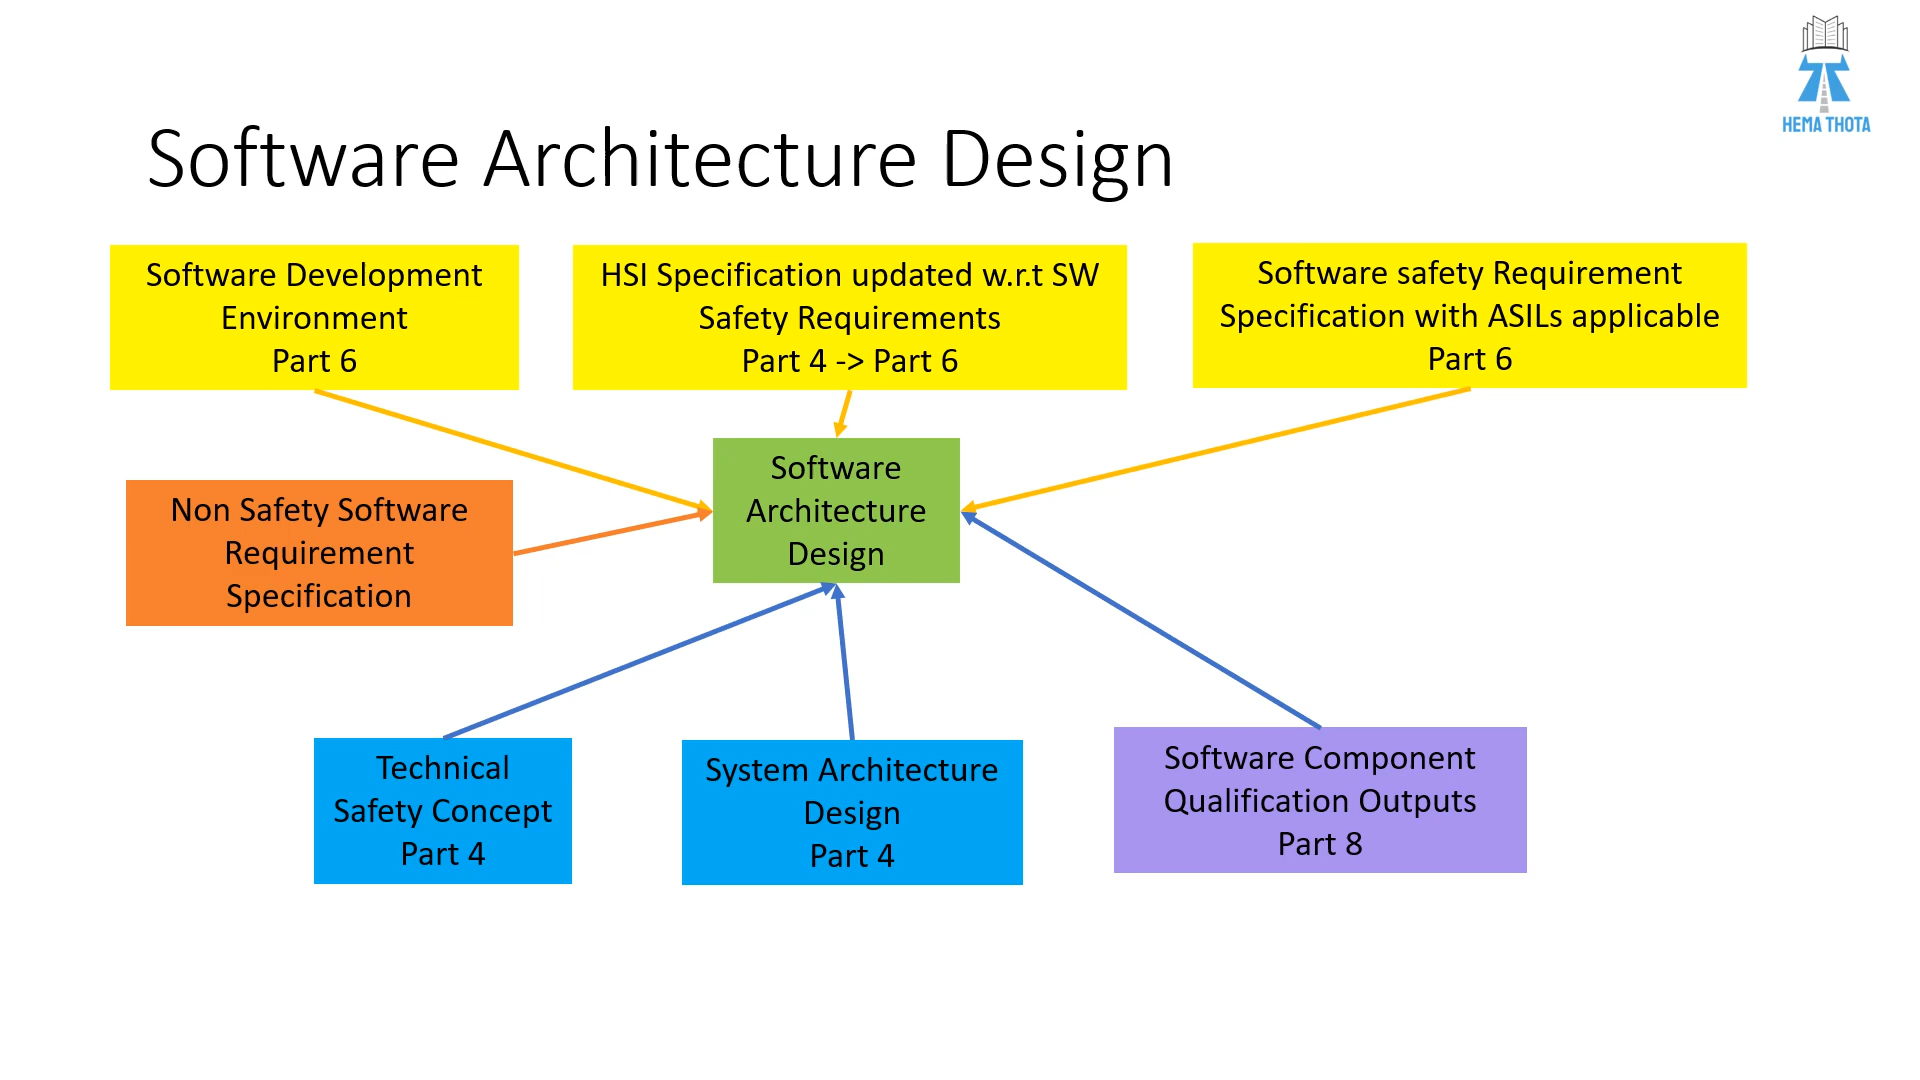 HEMA THOTA
Software Architecture Design
Software Development
Environment
Part 6
HSI Specification updated w.r.t SW
Safety Requirements
Part 4 -> Part 6
Software safety Requirement
Specification with ASILs applicable
Part 6
Software
Architecture
Design
Non Safety Software
Requirement
Specification
Technical
Safety Concept
Part 4
System Architecture
Design
Part 4
Software Component
Qualification Outputs
Part 8